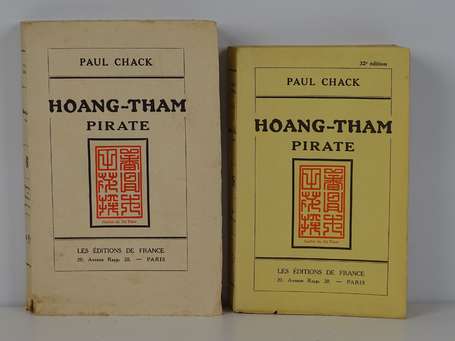 PAUL CHACK
HOANG-THAM
PIRATE
LES ÉDITIONS DE FRANCE
20, Avenue Rapp, 20. — PARIS
32e édition
PAUL CHACK
HOANG-THAM
PIRATE
LES ÉDITIONS DE FRANCE
20, Avenue Rapp, 20. — PARIS